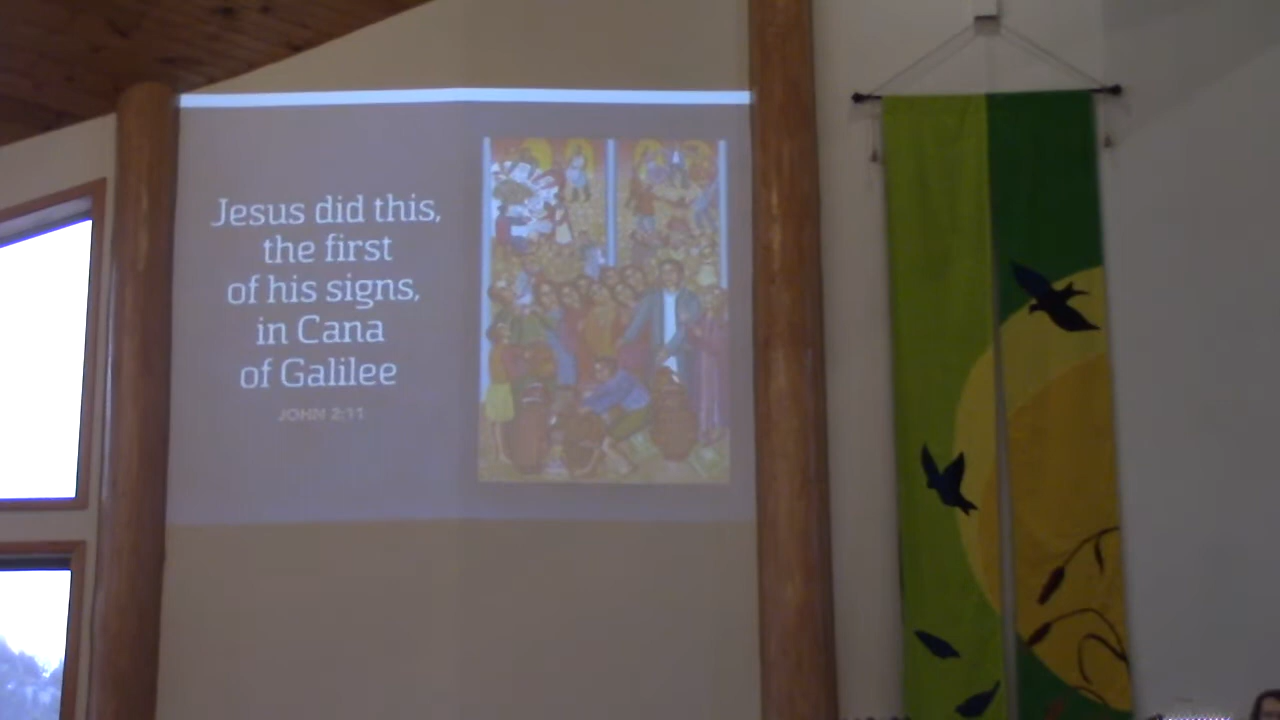 Jesus did this,
the first
of his signs,
in Cana
of Galilee
JOHN 2:11